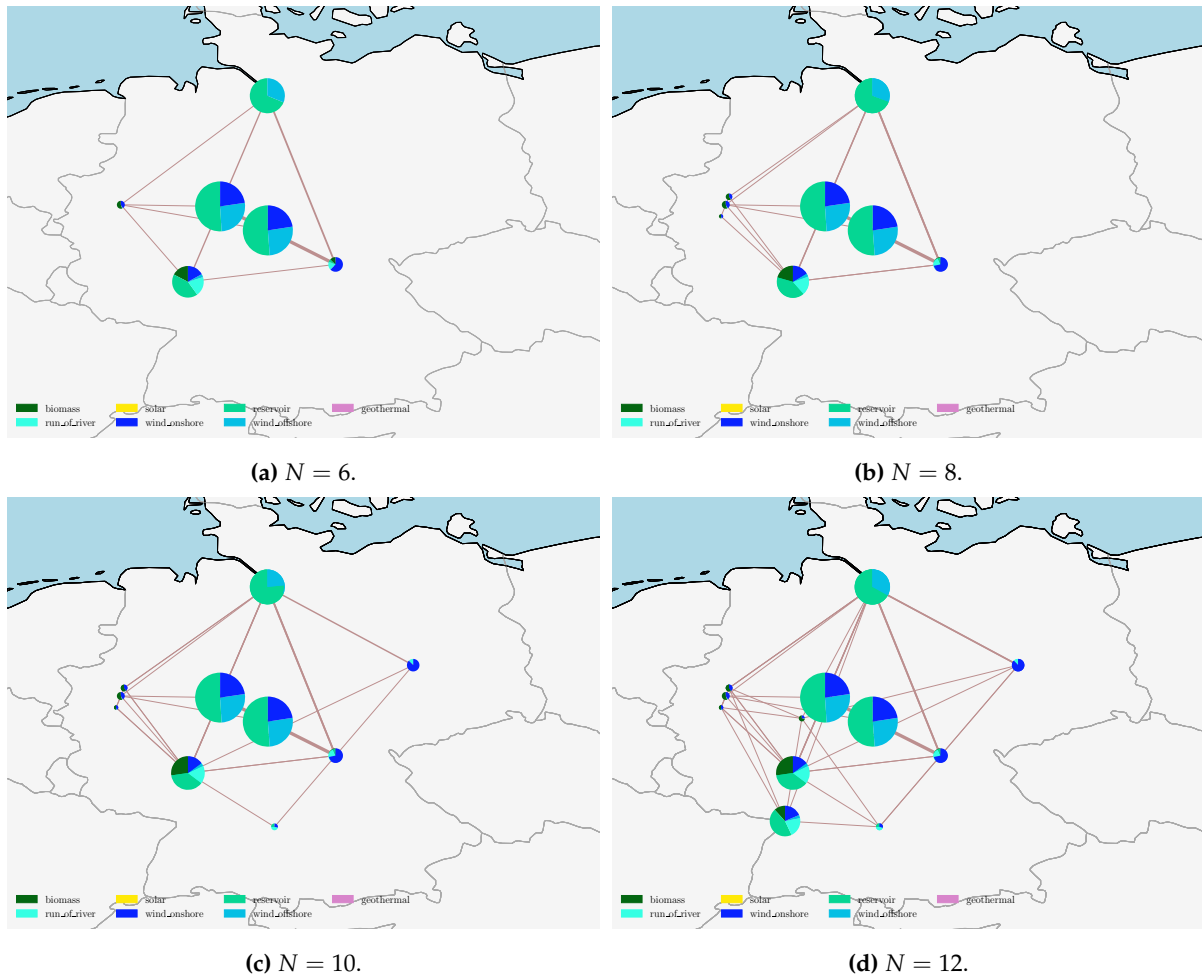 biomass solar reservoir geothermal
run_of_river wind_onshore wind_offshore
biomass solar reservoir geothermal
run_of_river wind_onshore wind_offshore
(a) N = 6.
(b) N = 8.
biomass solar reservoir geothermal
run_of_river wind_onshore wind_offshore
biomass solar reservoir geothermal
run_of_river wind_onshore wind_offshore
(c) N = 10.
(d) N = 12.